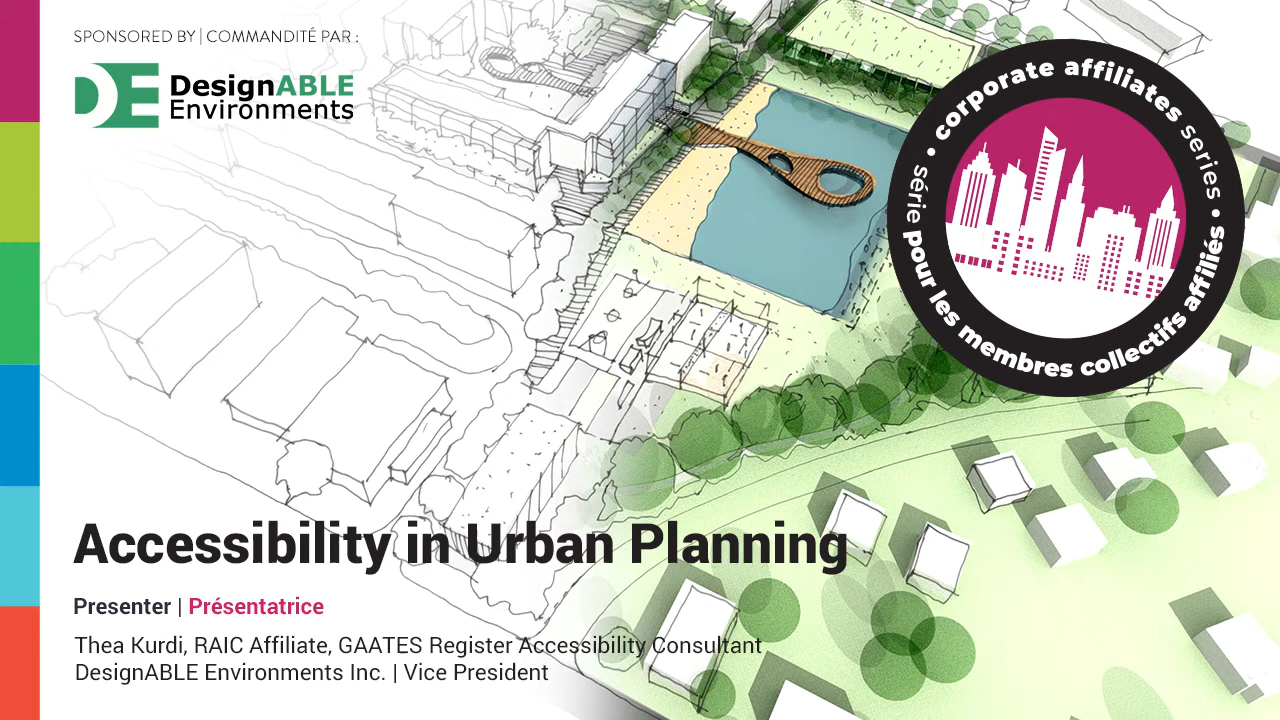 SPONSORED BY | COMMANDITÉ PAR :
DE DesignABLE
Environments
• corporate affiliates series •
série pour les membres collectifs affiliés
Accessibility in Urban Planning
Presenter | Présentatrice
Thea Kurdi, RAIC Affiliate, GAATES Register Accessibility Consultant
DesignABLE Environments Inc. | Vice President